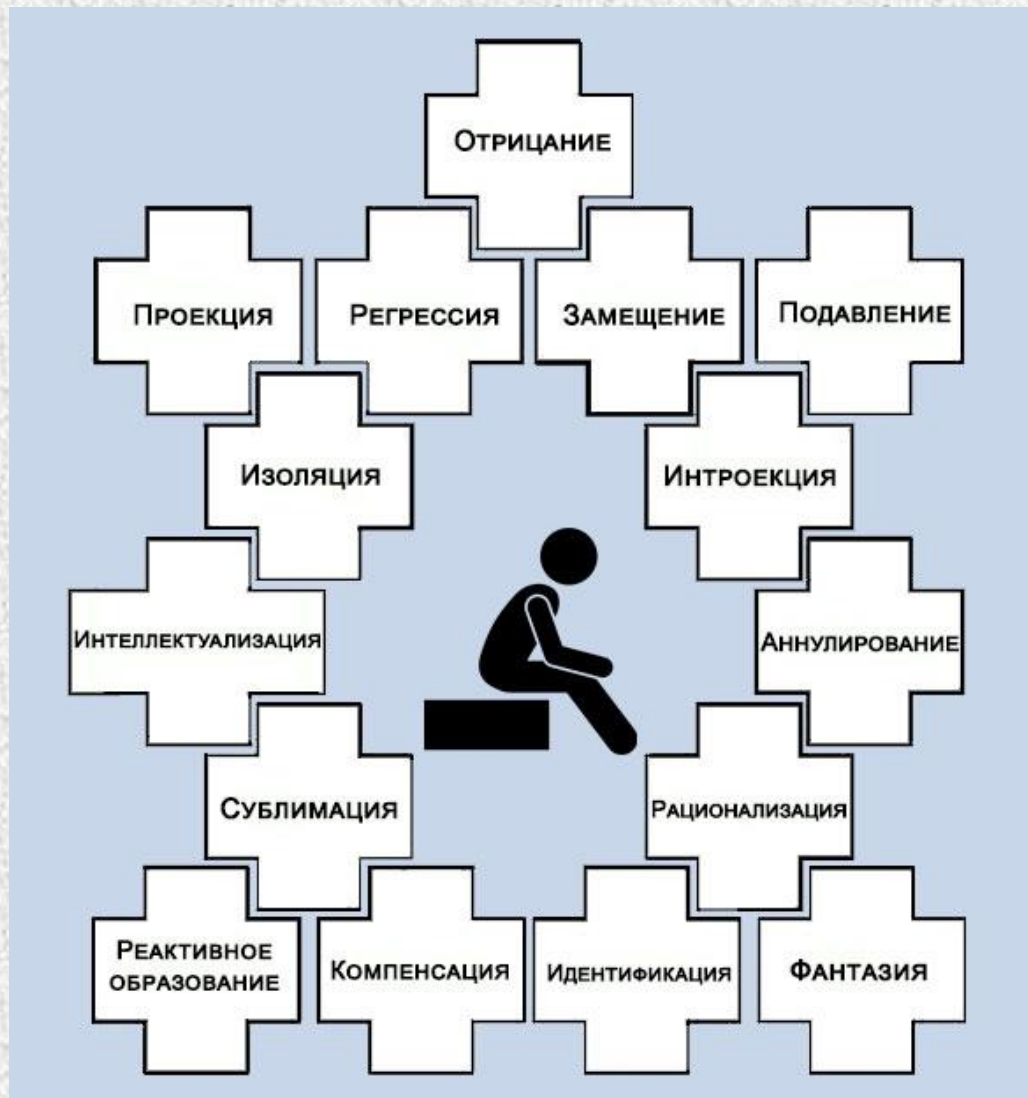 Отрицание
Проекция
Регрессия
Замещение
Подавление
Изоляция
Интроекция
Интеллектуализация
Аннулирование
Сублимация
Рационализация
Реактивное
образование
Компенсация
Идентификация
Фантазия